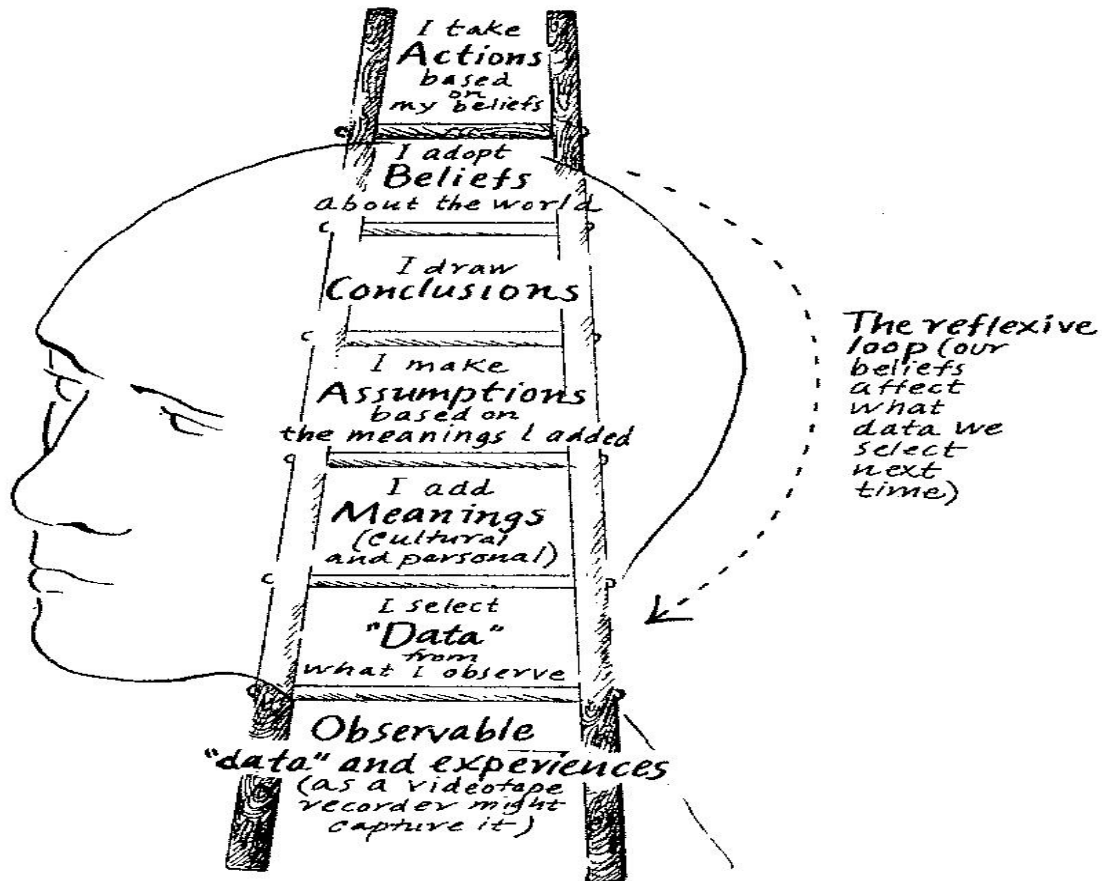 I take
Actions
based
on
my beliefs
I adopt
Beliefs
about the world
I draw
Conclusions
I make
Assumptions
based on
the meanings I added
I add
Meanings
(cultural
and personal)
I select
"Data"
from
what I observe
Observable
"data" and experiences
(as a videotape
recorder might
capture it)
The reflexive
loop (our
beliefs
affect
what
data we
select
next
time)